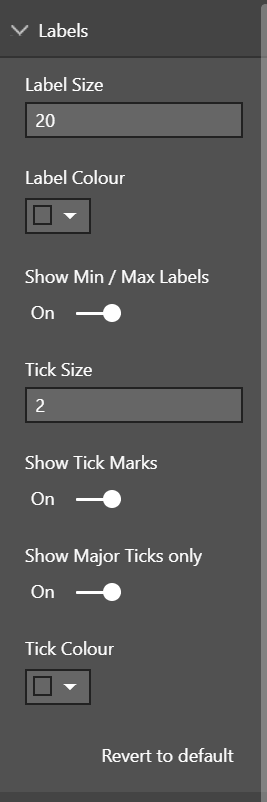 Labels
Label Size
20
Label Colour
Show Min / Max Labels
On
Tick Size
2
Show Tick Marks
On
Show Major Ticks only
On
Tick Colour
Revert to default